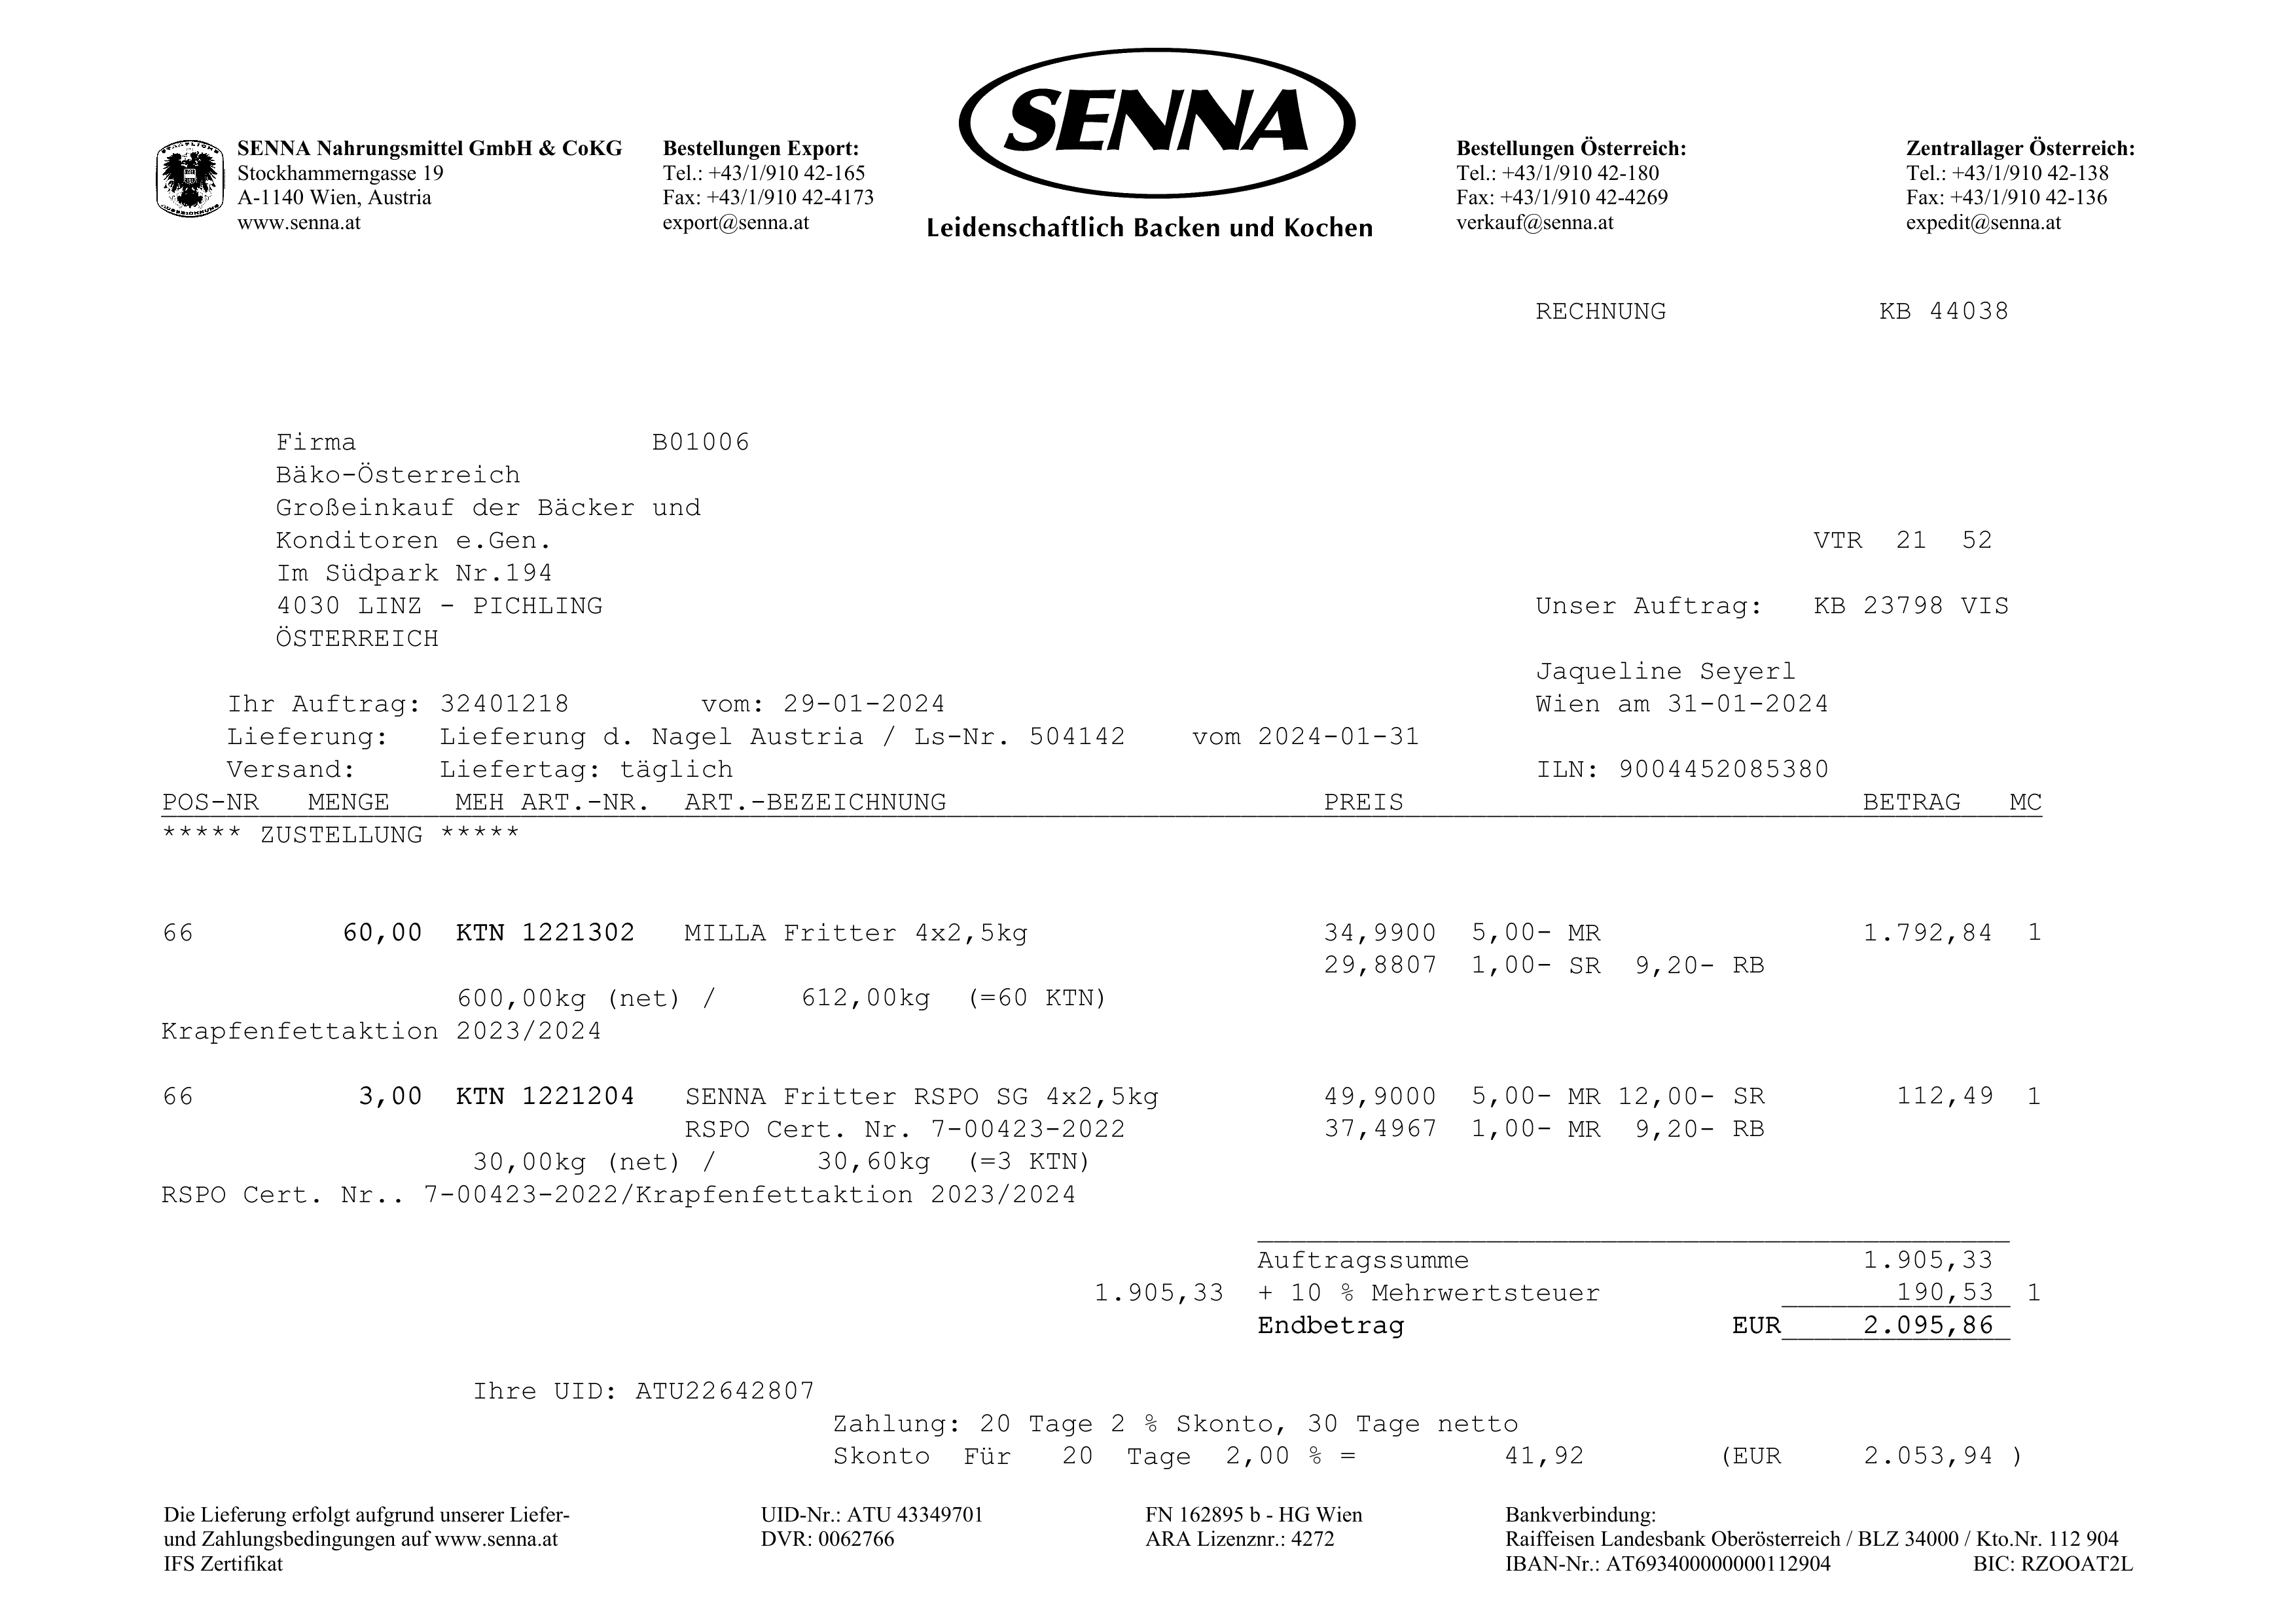 SENNA
Leidenschaftlich Backen und Kochen
SENNA Nahrungsmittel GmbH & CoKG
Stockhammerngasse 19
A-1140 Wien, Austria
www.senna.at
Bestellungen Export:
Tel.: +43/1/910 42-165
Fax: +43/1/910 42-4173
export@senna.at
Bestellungen Österreich:
Tel.: +43/1/910 42-180
Fax: +43/1/910 42-4269
verkauf@senna.at
Zentrallager Österreich:
Tel.: +43/1/910 42-138
Fax: +43/1/910 42-136
expedit@senna.at
RECHNUNG KB 44038
Firma B01006
Bäko-Österreich
Großeinkauf der Bäcker und
Konditoren e.Gen.
Im Südpark Nr.194
4030 LINZ - PICHLING
ÖSTERREICH
VTR 21 52
Unser Auftrag: KB 23798 VIS
Jaqueline Seyerl
Ihr Auftrag: 32401218 vom: 29-01-2024 Wien am 31-01-2024
Lieferung: Lieferung d. Nagel Austria / Ls-Nr. 504142 vom 2024-01-31
Versand: Liefertag: täglich ILN: 9004452085380
POS-NR MENGE MEH ART.-NR. ART.-BEZEICHNUNG PREIS BETRAG MC
***** ZUSTELLUNG *****
66 60,00 KTN 1221302 MILLA Fritter 4x2,5kg 34,9900 5,00- MR 1.792,84 1
29,8807 1,00- SR 9,20- RB
600,00kg (net) / 612,00kg (=60 KTN)
Krapfenfettaktion 2023/2024
66 3,00 KTN 1221204 SENNA Fritter RSPO SG 4x2,5kg 49,9000 5,00- MR 12,00- SR 112,49 1
RSPO Cert. Nr. 7-00423-2022 37,4967 1,00- MR 9,20- RB
30,00kg (net) / 30,60kg (=3 KTN)
RSPO Cert. Nr.. 7-00423-2022/Krapfenfettaktion 2023/2024
Auftragssumme 1.905,33
1.905,33 + 10 % Mehrwertsteuer 190,53 1
Endbetrag EUR 2.095,86
Ihre UID: ATU22642807
Zahlung: 20 Tage 2 % Skonto, 30 Tage netto
Skonto Für 20 Tage 2,00 % = 41,92 (EUR 2.053,94 )
Die Lieferung erfolgt aufgrund unserer Liefer-
und Zahlungsbedingungen auf www.senna.at
IFS Zertifikat
UID-Nr.: ATU 43349701
DVR: 0062766
FN 162895 b - HG Wien
ARA Lizenznr.: 4272
Bankverbindung:
Raiffeisen Landesbank Oberösterreich / BLZ 34000 / Kto.Nr. 112 904
IBAN-Nr.: AT693400000000112904 BIC: RZOOAT2L